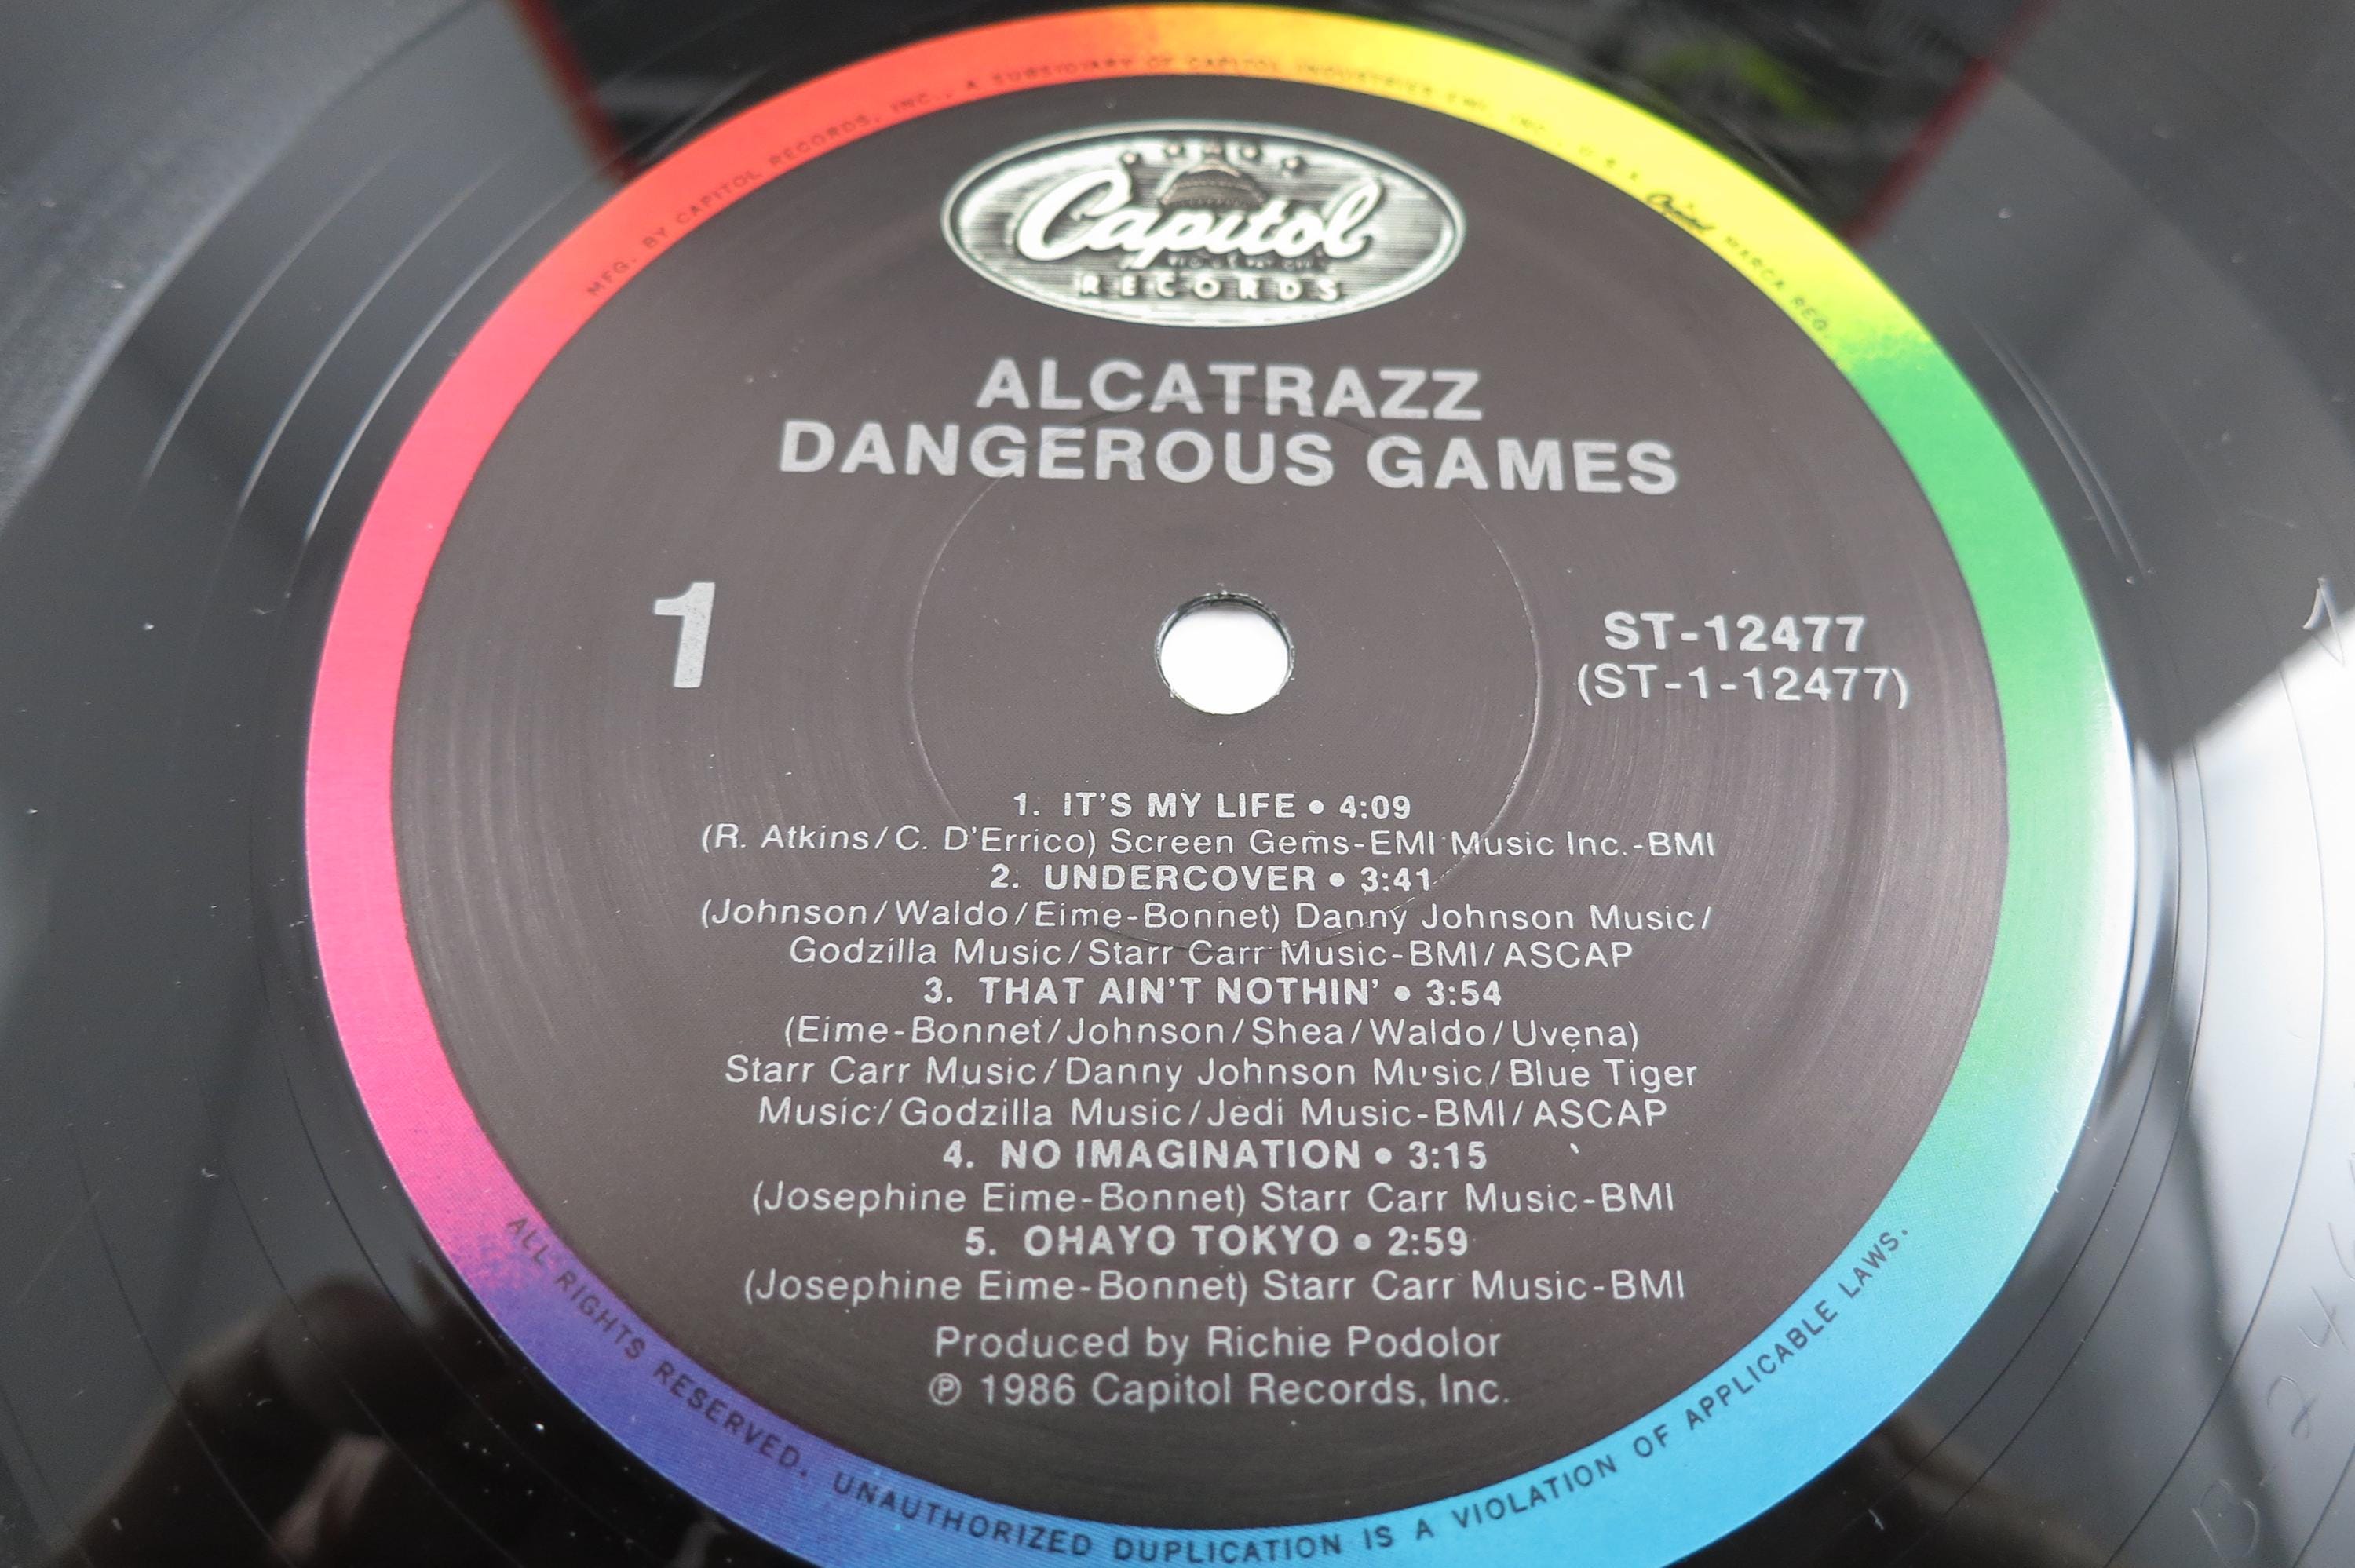 MFG. BY CAPITOL RECORDS, INC., A SUBSIDIARY OF CAPITOL INDUSTRIES-EMI, INC., U.S.A. Capitol MARCA REG.
Capitol
RECORDS
ALCATRAZZ
DANGEROUS GAMES
1
ST-12477
(ST-1-12477)
1. IT'S MY LIFE • 4:09
(R. Atkins/C. D'Errico) Screen Gems-EMI Music Inc.-BMI
2. UNDERCOVER • 3:41
(Johnson/Waldo/Eime-Bonnet) Danny Johnson Music/
Godzilla Music/Starr Carr Music-BMI/ASCAP
3. THAT AIN'T NOTHIN' • 3:54
(Eime-Bonnet/Johnson/Shea/Waldo/Uvena)
Starr Carr Music/Danny Johnson Music/Blue Tiger
Music/Godzilla Music/Jedi Music-BMI/ASCAP
4. NO IMAGINATION • 3:15
(Josephine Eime-Bonnet) Starr Carr Music-BMI
5. OHAYO TOKYO • 2:59
(Josephine Eime-Bonnet) Starr Carr Music-BMI
Produced by Richie Podolor
℗ 1986 Capitol Records, Inc.
ALL RIGHTS RESERVED. UNAUTHORIZED DUPLICATION IS A VIOLATION OF APPLICABLE LAWS.